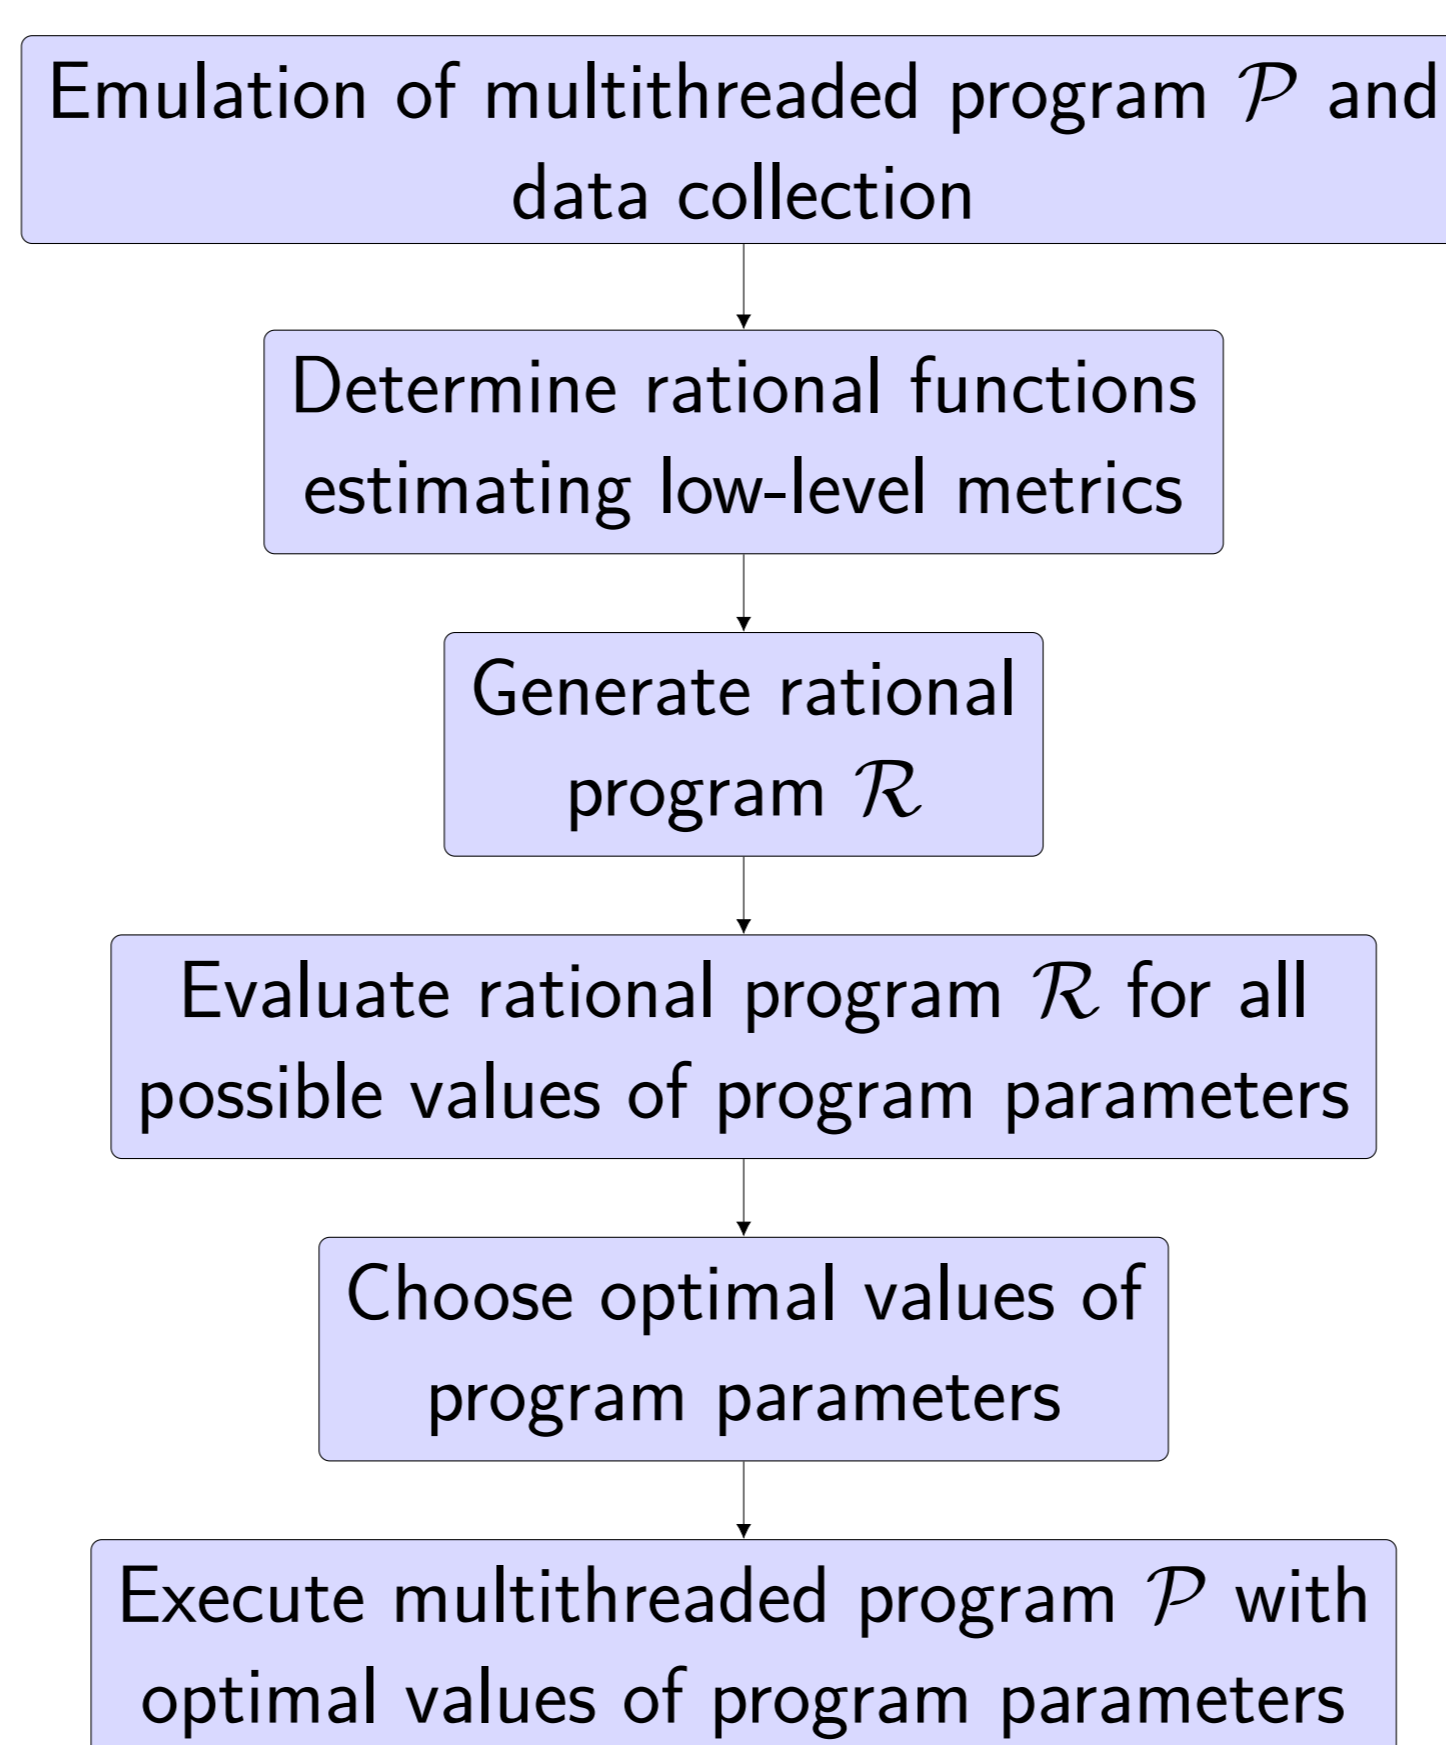 Emulation of multithreaded program 𝒫 and
data collection
Determine rational functions
estimating low-level metrics
Generate rational
program ℛ
Evaluate rational program ℛ for all
possible values of program parameters
Choose optimal values of
program parameters
Execute multithreaded program 𝒫 with
optimal values of program parameters